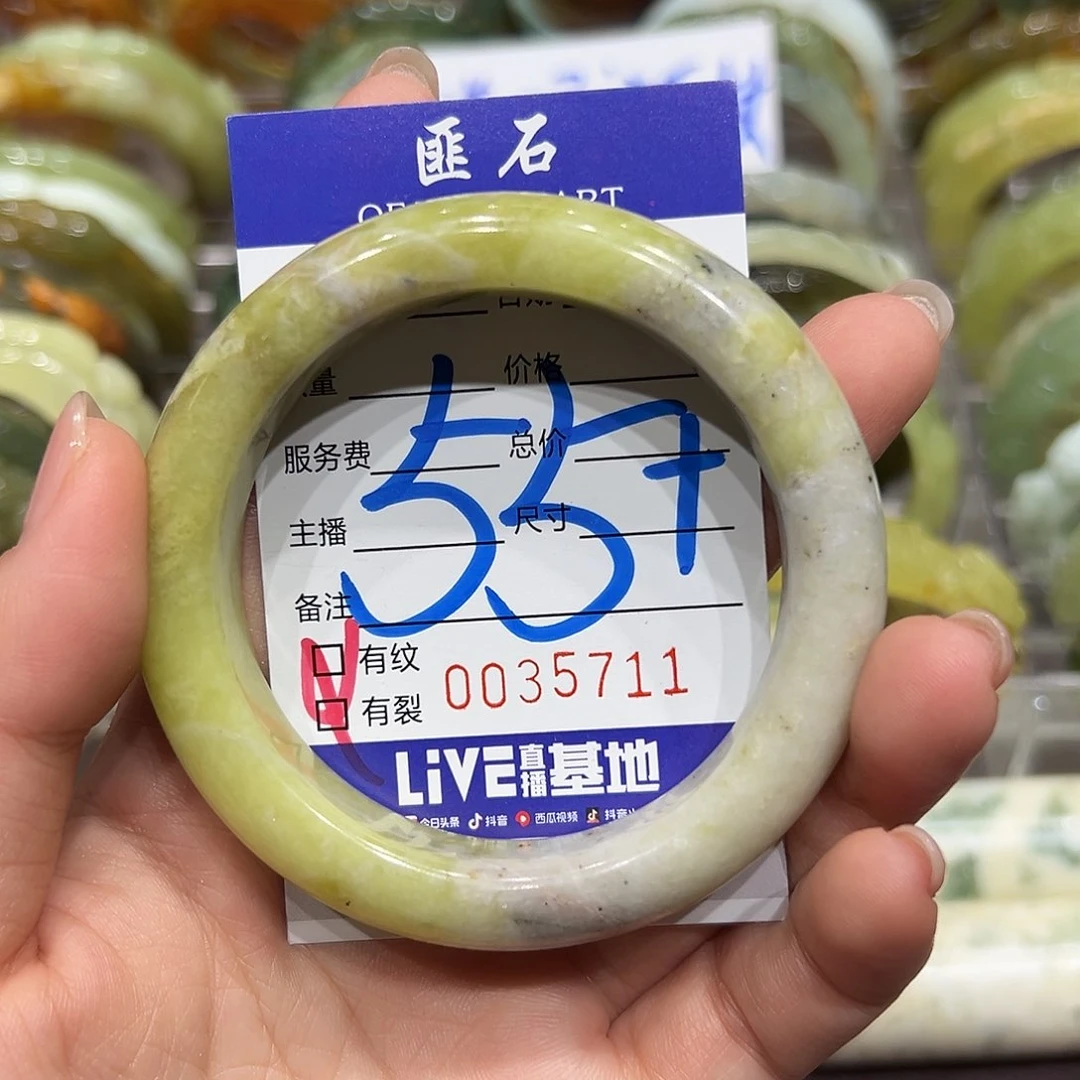 匪石
价格
服务费 总价
主播 尺寸
备注
557
有纹
有裂 0035711
LiVE直播基地
今日头条 抖音 西瓜视频